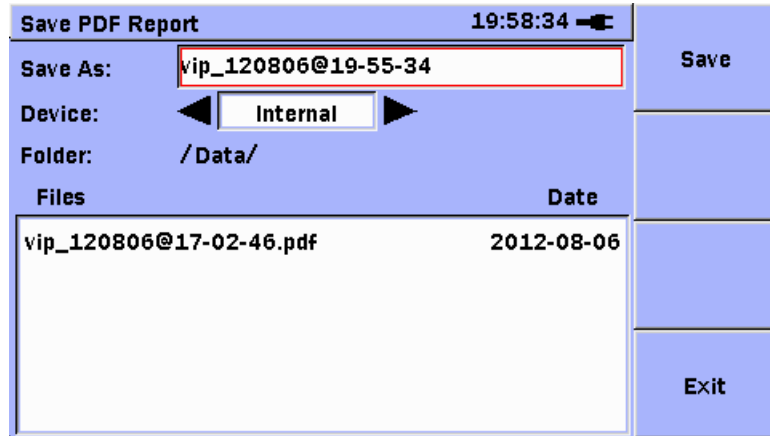 Save PDF Report 19:58:34
Save
Save As: vip_120806@19-55-34
Device: Internal
Folder: /Data/
Files Date
vip_120806@17-02-46.pdf 2012-08-06
Exit